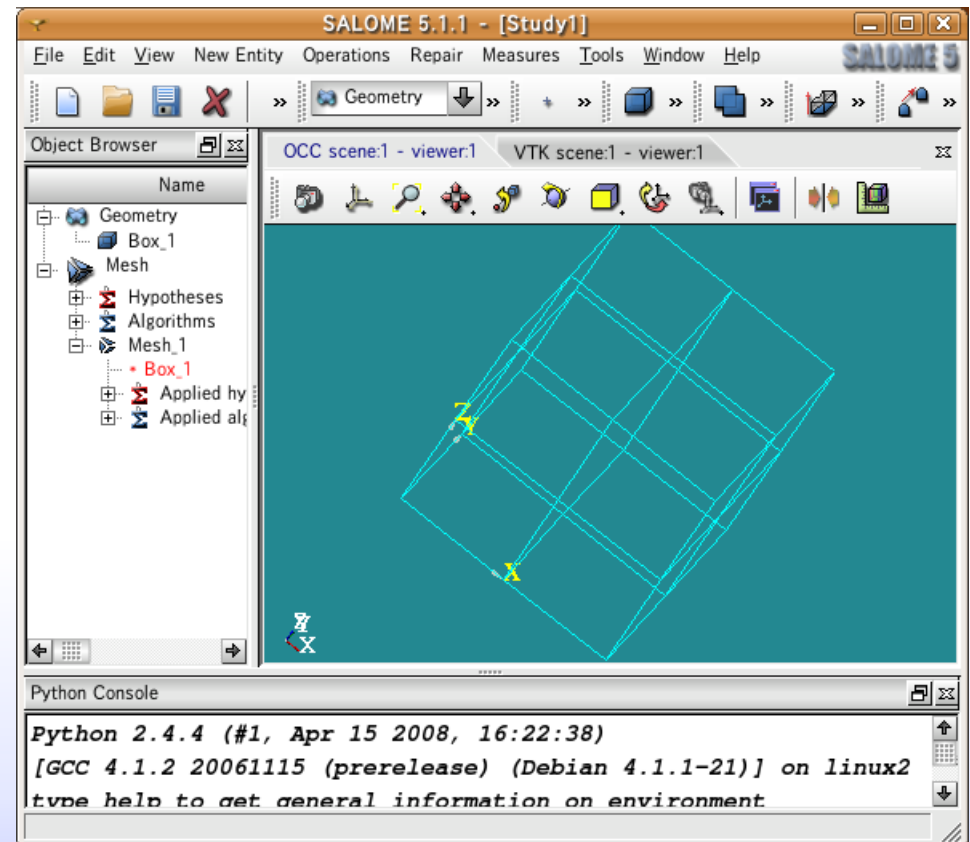 SALOME 5.1.1 - [Study1]
File Edit View New Entity Operations Repair Measures Tools Window Help SALOME 5
» Geometry » » » » » »
Object Browser
OCC scene:1 - viewer:1 VTK scene:1 - viewer:1
Name
Geometry
Box_1
Mesh
Hypotheses
Algorithms
Mesh_1
Box_1
Applied hy
Applied alg
Z
Y
X
X
Python Console
Python 2.4.4 (#1, Apr 15 2008, 16:22:38)
[GCC 4.1.2 20061115 (prerelease) (Debian 4.1.1-21)] on linux2
type help to get general information on environment